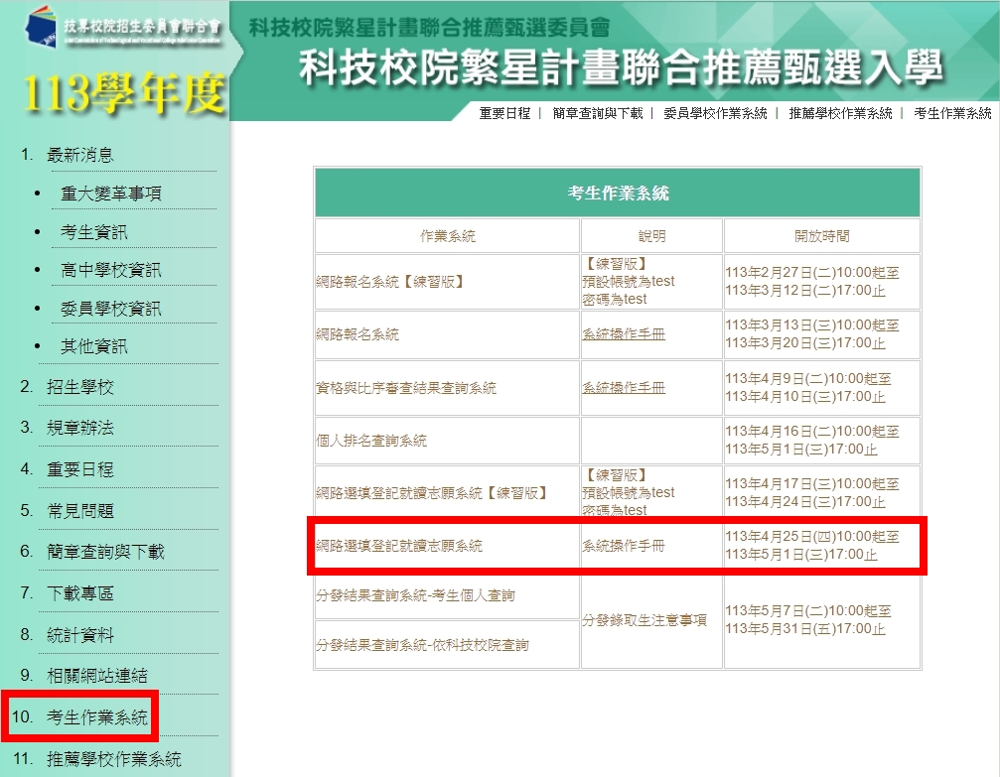 技專校院招生委員會聯合會
Joint Commission of Technological and Vocational College Admission Committee
113學年度
科技校院繁星計畫聯合推薦甄選委員會
科技校院繁星計畫聯合推薦甄選入學
重要日程 | 簡章查詢與下載 | 委員學校作業系統 | 推薦學校作業系統 | 考生作業系統
1. 最新消息
• 重大變革事項
• 考生資訊
• 高中學校資訊
• 委員學校資訊
• 其他資訊
2. 招生學校
3. 規章辦法
4. 重要日程
5. 常見問題
6. 簡章查詢與下載
7. 下載專區
8. 統計資料
9. 相關網站連結
10. 考生作業系統
11. 推薦學校作業系統
考生作業系統
作業系統 說明 開放時間
網路報名系統【練習版】
【練習版】
預設帳號為test
密碼為test
113年2月27日(二)10:00起至
113年3月12日(二)17:00止
網路報名系統
系統操作手冊
113年3月13日(三)10:00起至
113年3月20日(三)17:00止
資格與比序審查結果查詢系統
系統操作手冊
113年4月9日(二)10:00起至
113年4月10日(三)17:00止
個人排名查詢系統
113年4月16日(二)10:00起至
113年5月1日(三)17:00止
網路選填登記就讀志願系統【練習版】
【練習版】
預設帳號為test
密碼為test
113年4月17日(三)10:00起至
113年4月24日(三)17:00止
網路選填登記就讀志願系統
系統操作手冊
113年4月25日(四)10:00起至
113年5月1日(三)17:00止
分發結果查詢系統-考生個人查詢
分發結果查詢系統-依科技校院查詢
分發錄取生注意事項
113年5月7日(二)10:00起至
113年5月31日(五)17:00止